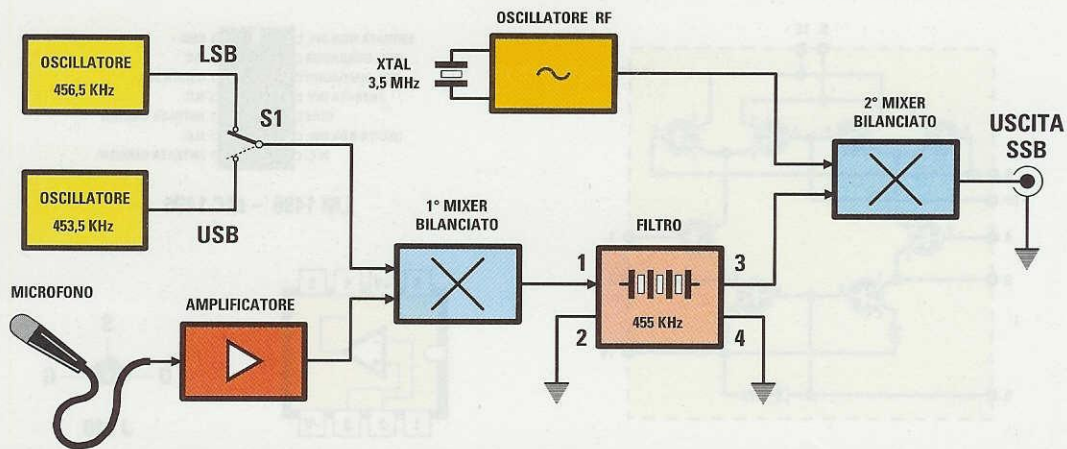 OSCILLATORE RF
OSCILLATORE
456,5 KHz
LSB
XTAL
3,5 MHz
S1
2° MIXER
BILANCIATO
USCITA
SSB
OSCILLATORE
453,5 KHz
USB
1° MIXER
BILANCIATO
FILTRO
1
3
455 KHz
2
4
MICROFONO
AMPLIFICATORE